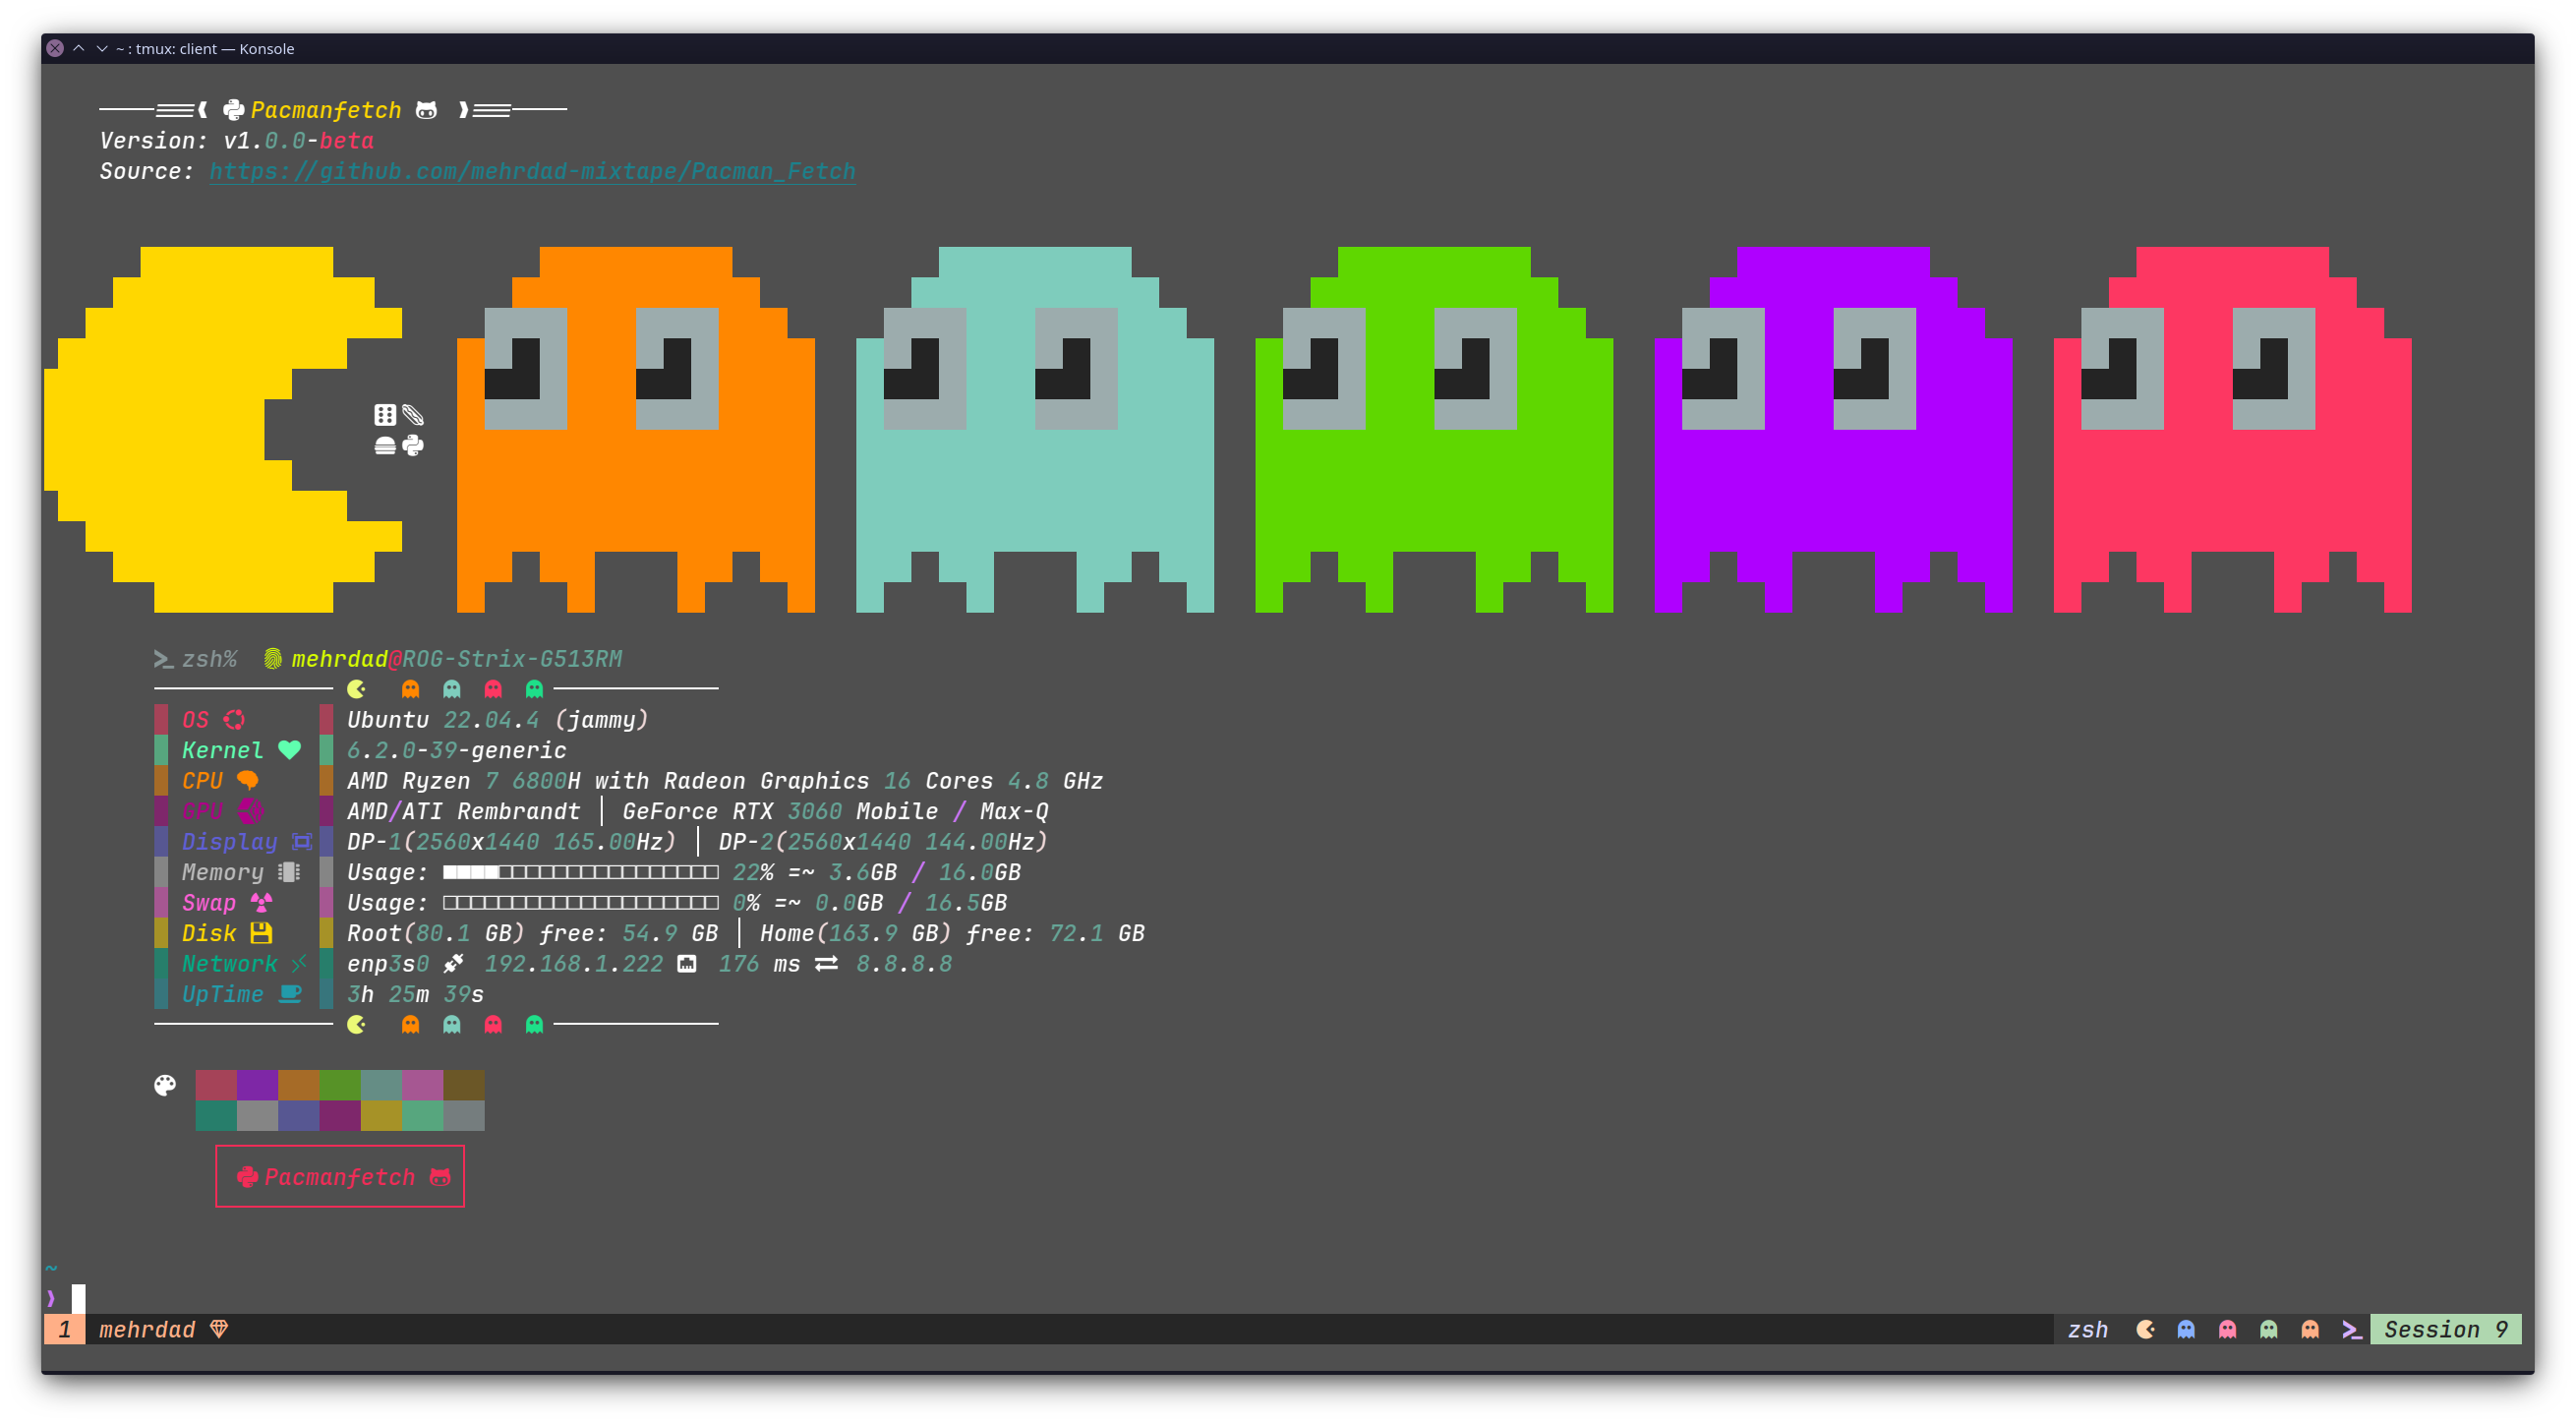 ~ : tmux: client — Konsole
Pacmanfetch
Version: v1.0.0-beta
Source: https://github.com/mehrdad-mixtape/Pacman_Fetch
zsh% mehrdad@ROG-Strix-G513RM
OS Ubuntu 22.04.4 (jammy)
Kernel 6.2.0-39-generic
CPU AMD Ryzen 7 6800H with Radeon Graphics 16 Cores 4.8 GHz
GPU AMD/ATI Rembrandt | GeForce RTX 3060 Mobile / Max-Q
Display DP-1(2560x1440 165.00Hz) | DP-2(2560x1440 144.00Hz)
Memory Usage: ■■■■□□□□□□□□□□□□□□□□ 22% =~ 3.6GB / 16.0GB
Swap Usage: □□□□□□□□□□□□□□□□□□□□ 0% =~ 0.0GB / 16.5GB
Disk Root(80.1 GB) free: 54.9 GB | Home(163.9 GB) free: 72.1 GB
Network enp3s0 192.168.1.222 176 ms 8.8.8.8
UpTime 3h 25m 39s
Pacmanfetch
~
❯
1 mehrdad zsh Session 9